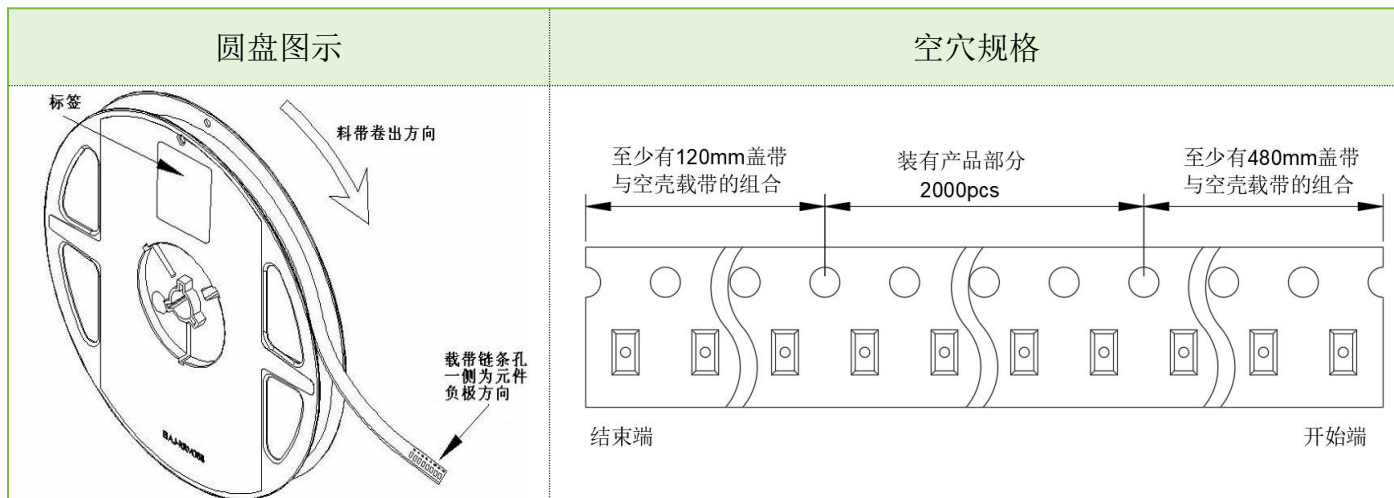 圆盘图示
空穴规格
标签
料带卷出方向
载带链条孔
一侧为元件
负极方向
至少有120mm盖带
与空壳载带的组合
装有产品部分
2000pcs
至少有480mm盖带
与空壳载带的组合
结束端
开始端